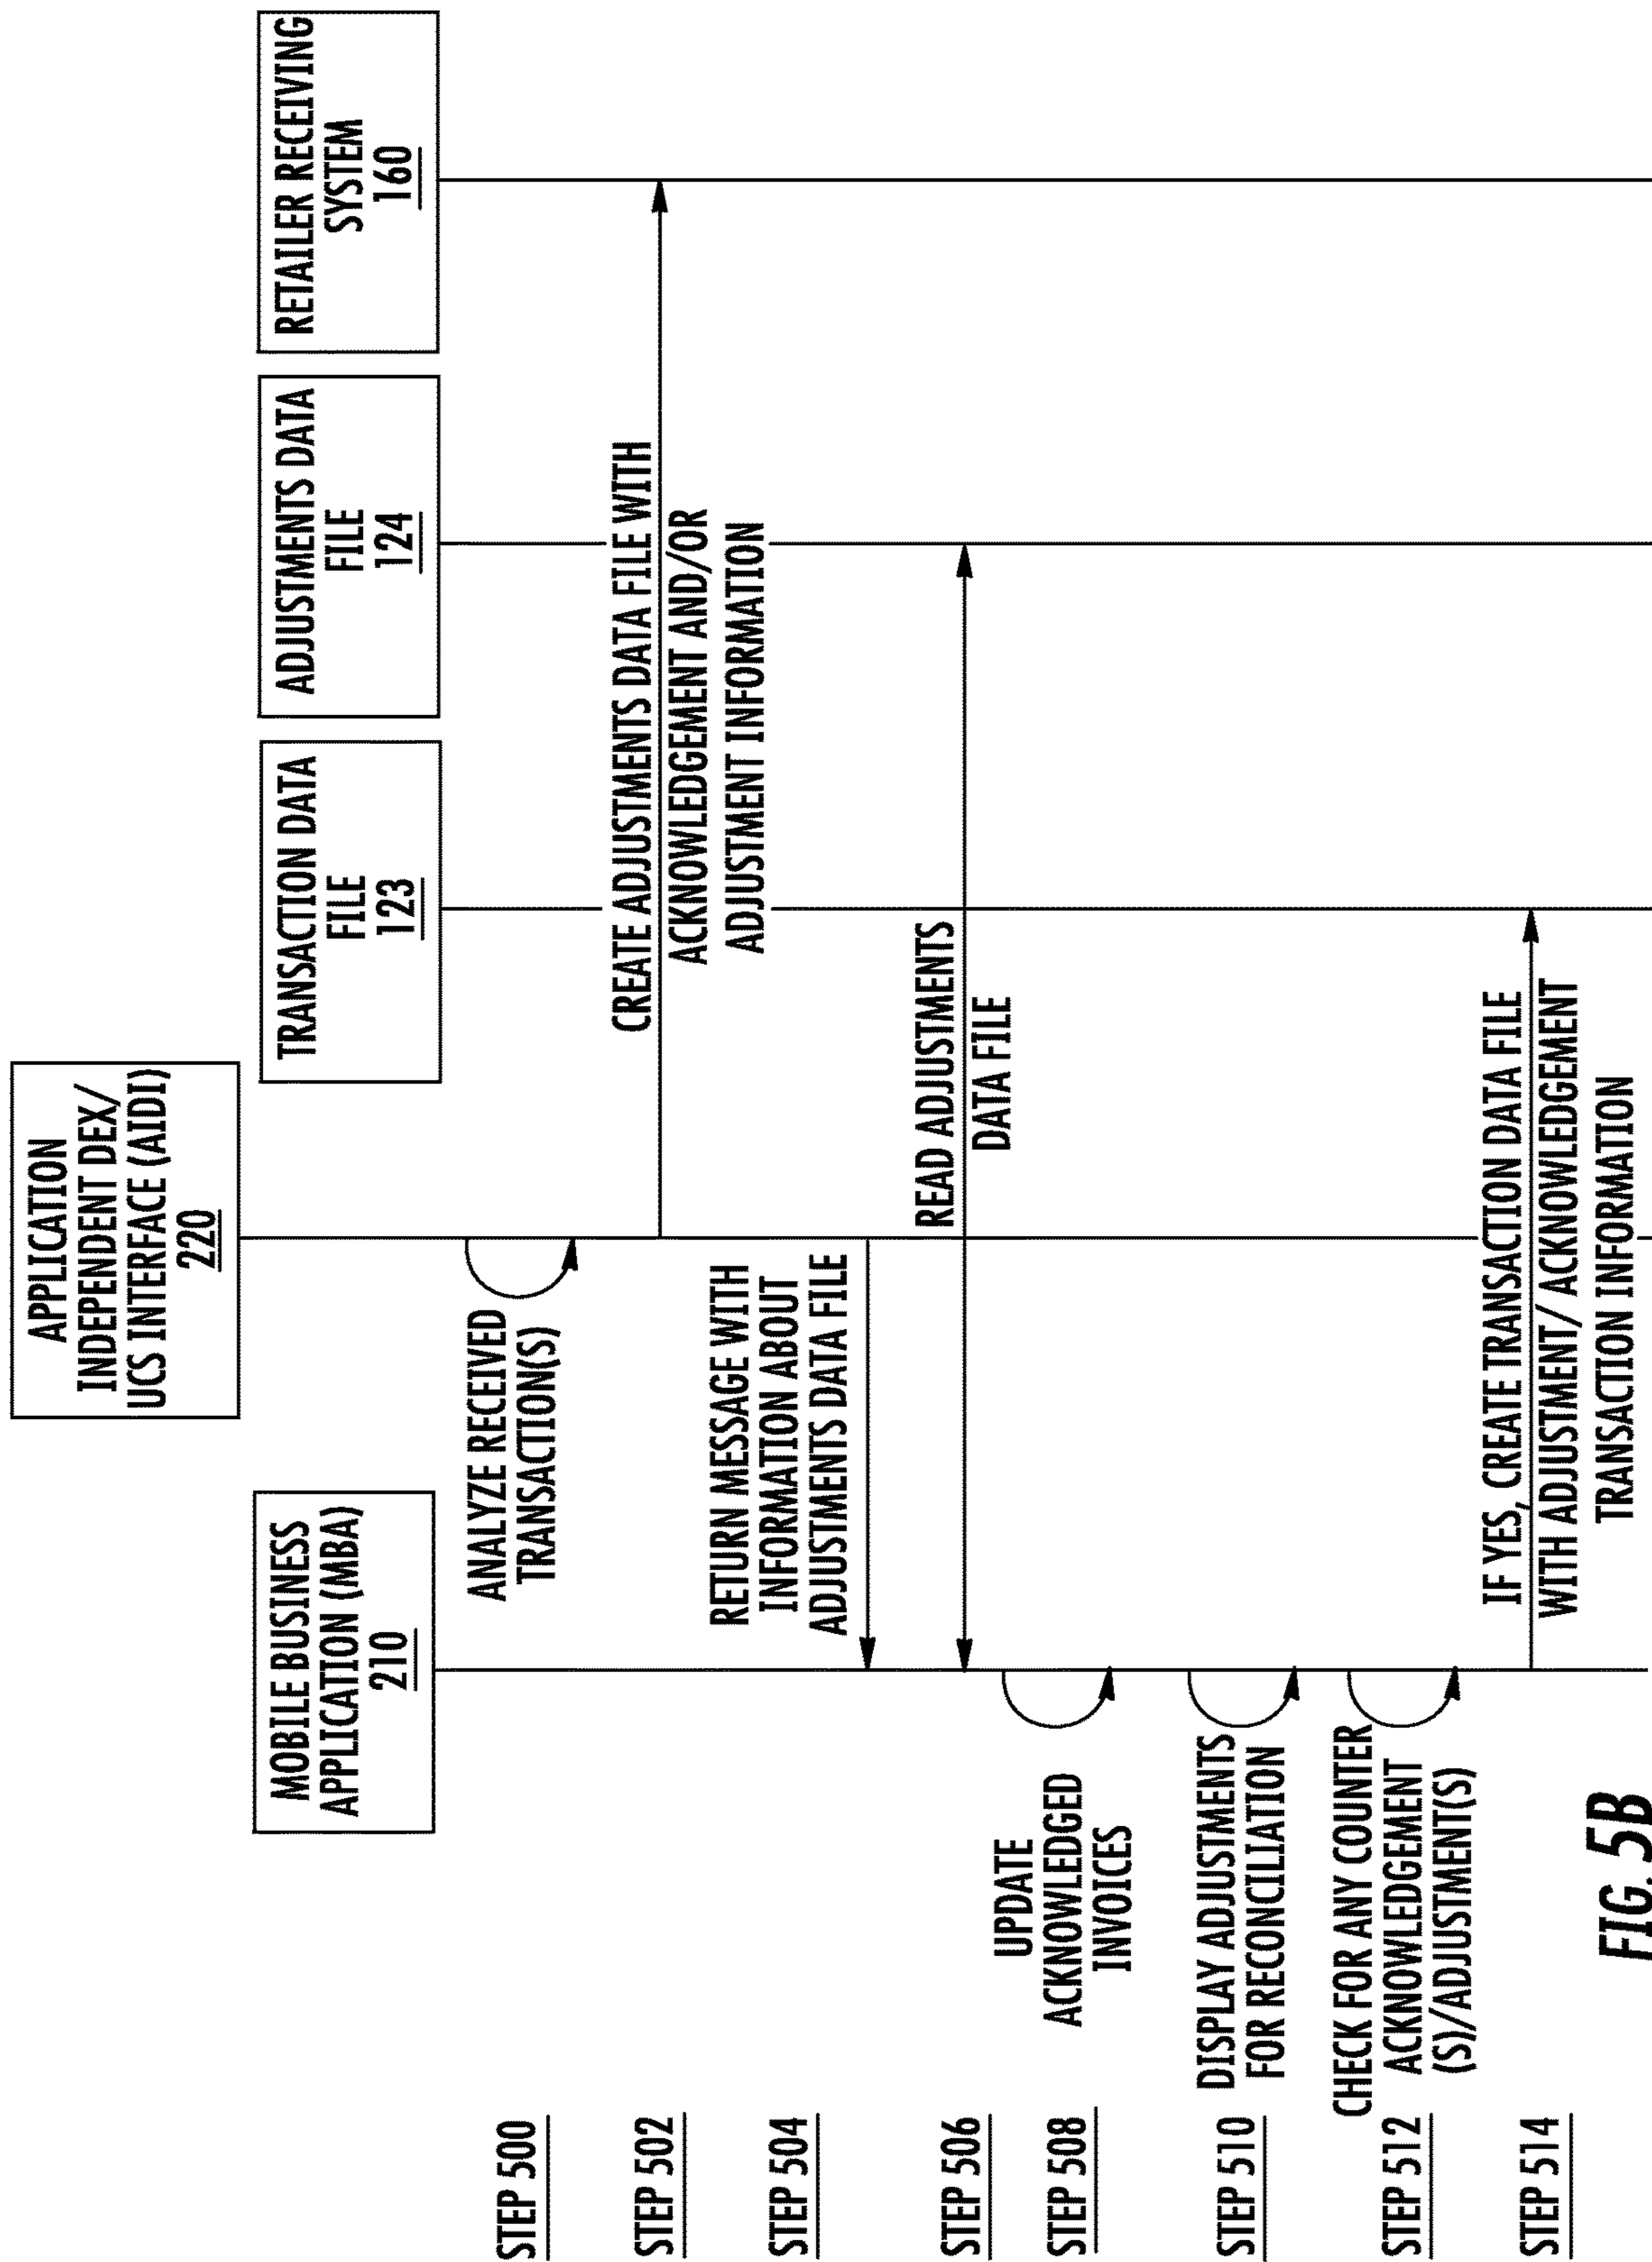 APPLICATION
INDEPENDENT DEX/
UCS INTERFACE (AIDI)
220
MOBILE BUSINESS
APPLICATION (MBA)
210
TRANSACTION DATA
FILE
123
ADJUSTMENTS DATA
FILE
124
RETAILER RECEIVING
SYSTEM
160
STEP 500
ANALYZE RECEIVED
TRANSACTION(S)
STEP 502
CREATE ADJUSTMENTS DATA FILE WITH
ACKNOWLEDGEMENT AND/OR
ADJUSTMENT INFORMATION
STEP 504
RETURN MESSAGE WITH
INFORMATION ABOUT
ADJUSTMENTS DATA FILE
STEP 506
READ ADJUSTMENTS
DATA FILE
STEP 508
UPDATE
ACKNOWLEDGED
INVOICES
STEP 510
DISPLAY ADJUSTMENTS
FOR RECONCILIATION
STEP 512
CHECK FOR ANY COUNTER
ACKNOWLEDGEMENT
(S)/ADJUSTMENT(S)
STEP 514
IF YES, CREATE TRANSACTION DATA FILE
WITH ADJUSTMENT/ ACKNOWLEDGEMENT
TRANSACTION INFORMATION
FIG. 5B